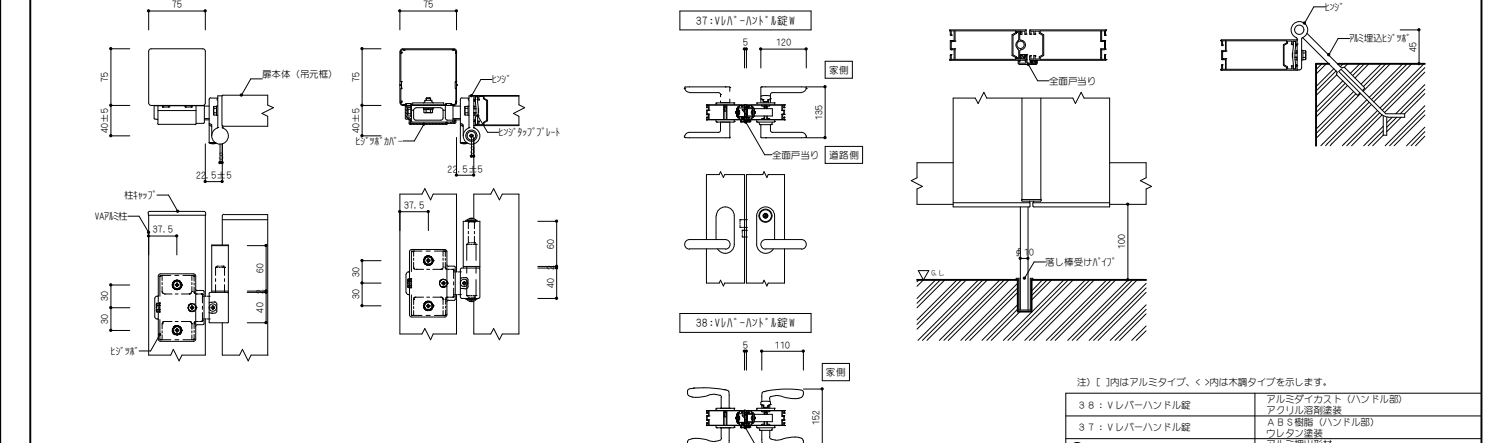 75
75
40±5
扉本体（吊元框）
22.5±5
柱ｷｬｯﾌﾟ
VAｱﾙﾐ柱
37.5
30
30
60
40
ﾋｼﾞﾂﾎﾞ
75
75
40±5
ﾋﾝｼﾞ
ﾋﾝｼﾞﾀｯﾌﾟﾌﾟﾚｰﾄ
ﾋｼﾞﾂﾎﾞｶﾊﾞｰ
22.5±5
37.5
30
30
60
40
37:Vﾚﾊﾞｰﾊﾝﾄﾞﾙ錠W
5
120
家側
135
全面戸当り
道路側
38:Vﾚﾊﾞｰﾊﾝﾄﾞﾙ錠W
5
110
家側
152
全面戸当り
100
φ10
落し棒受けﾊﾟｲﾌﾟ
G.L
ﾋﾝｼﾞ
ｱﾙﾐ埋込ﾋｼﾞﾂﾎﾞ
45
注）[ ]内はアルミタイプ、< >内は木調タイプを示します。
38：Vレバーハンドル錠
アルミダイカスト（ハンドル部）
アクリル溶剤塗装
37：Vレバーハンドル錠
ＡＢＳ樹脂（ハンドル部）
ウレタン塗装